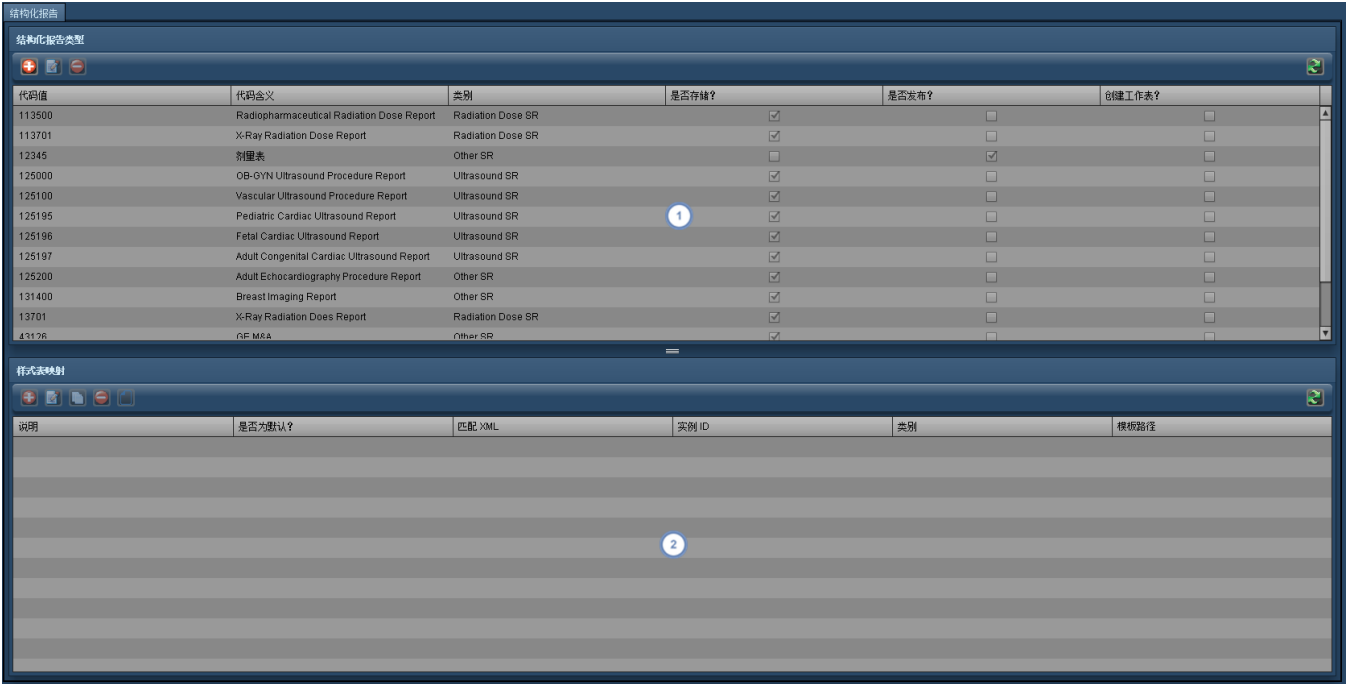 结构化报告
结构化报告类型
代码值 代码含义 类别 是否存储? 是否发布? 创建工作表?
113500 Radiopharmaceutical Radiation Dose Report Radiation Dose SR
113701 X-Ray Radiation Dose Report Radiation Dose SR
12345 剂量表 Other SR
125000 OB-GYN Ultrasound Procedure Report Ultrasound SR
125100 Vascular Ultrasound Procedure Report Ultrasound SR
125195 Pediatric Cardiac Ultrasound Report Ultrasound SR
1
125196 Fetal Cardiac Ultrasound Report Ultrasound SR
125197 Adult Congenital Cardiac Ultrasound Report Ultrasound SR
125200 Adult Echocardiography Procedure Report Other SR
131400 Breast Imaging Report Other SR
13701 X-Ray Radiation Does Report Radiation Dose SR
43126 GE M&A Other SR
样式表映射
说明 是否为默认? 匹配 XML 实例 ID 类别 模板路径
2